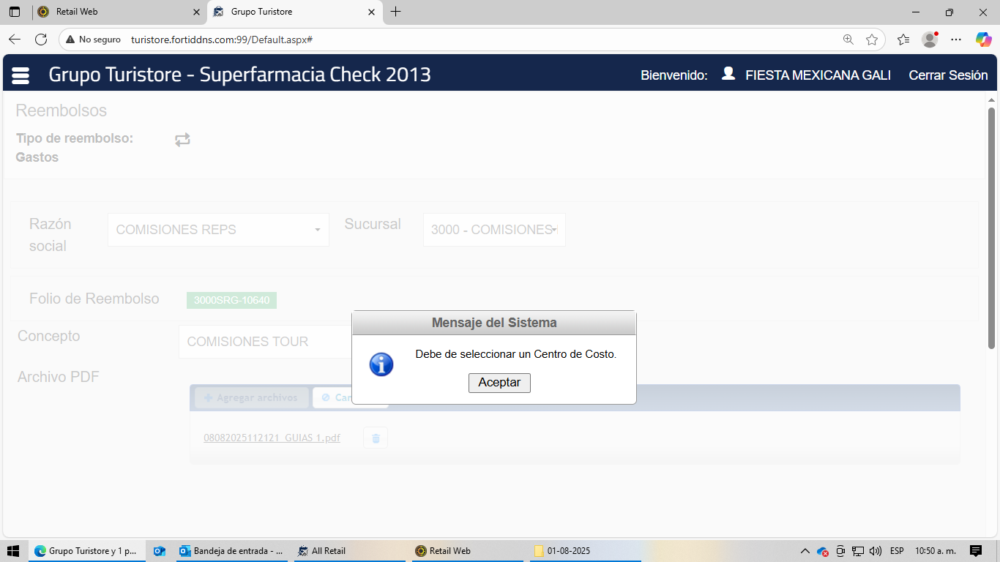 Retail Web
Grupo Turistore
No seguro
turistore.fortiddns.com:99/Default.aspx#
Grupo Turistore - Superfarmacia Check 2013
Bienvenido:
FIESTA MEXICANA GALI
Cerrar Sesión
Reembolsos
Tipo de reembolso:
Gastos
Razón
social
COMISIONES REPS
Sucursal
3000 - COMISIONES
Folio de Reembolso
3000SRG-10640
Concepto
COMISIONES TOUR
Archivo PDF
Mensaje del Sistema
Debe de seleccionar un Centro de Costo.
Aceptar
Agregar archivos
Can
08082025112121_GUIAS 1.pdf
Grupo Turistore y 1 p...
Bandeja de entrada - ...
All Retail
Retail Web
01-08-2025
ESP
10:50 a. m.